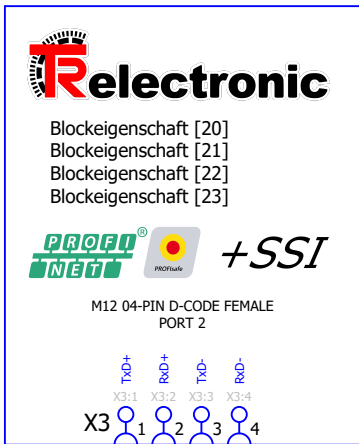 TRelectronic
Blockeigenschaft [20]
Blockeigenschaft [21]
Blockeigenschaft [22]
Blockeigenschaft [23]
PROFI®
NET
PROFIsafe
+SSI
M12 04-PIN D-CODE FEMALE
PORT 2
TxD+ RxD+ TxD- RxD-
X3:1 X3:2 X3:3 X3:4
X3 1 2 3 4